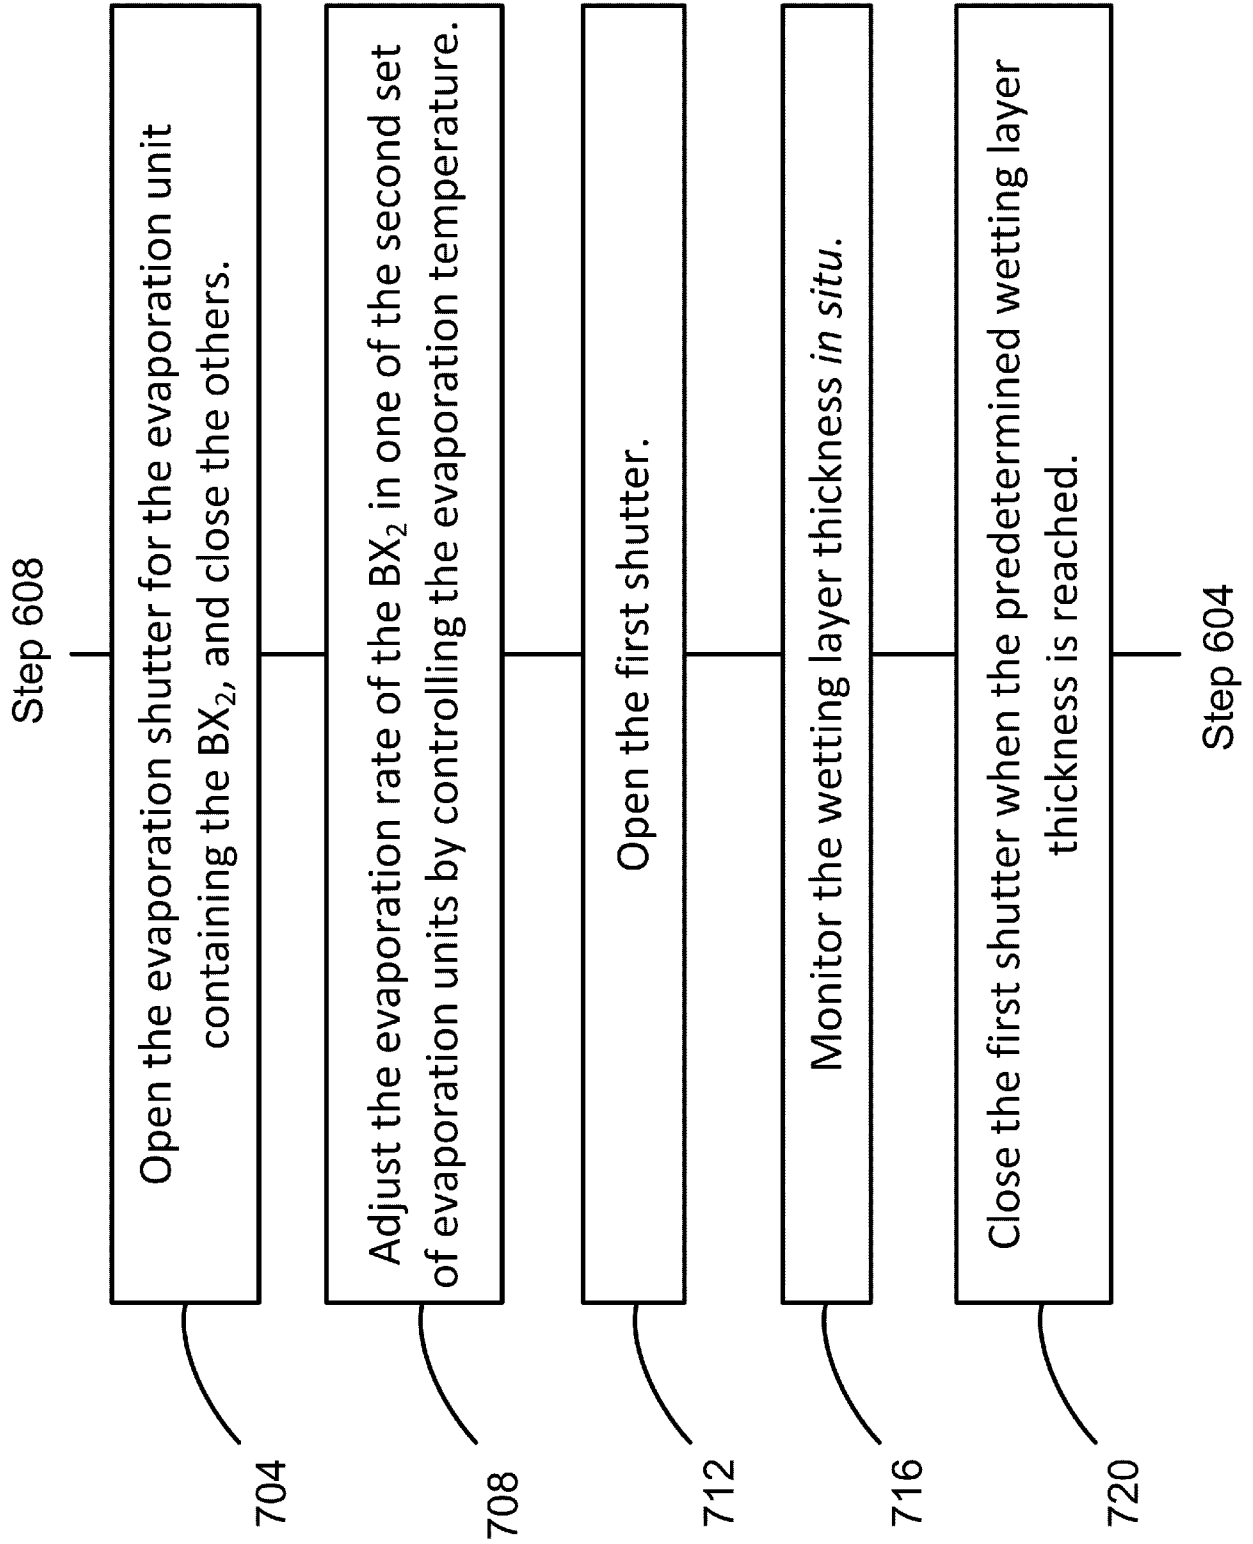 Step 608
Open the evaporation shutter for the evaporation unit
containing the BX₂, and close the others.
704
Adjust the evaporation rate of the BX₂ in one of the second set
of evaporation units by controlling the evaporation temperature.
708
Open the first shutter.
712
Monitor the wetting layer thickness in situ.
716
Close the first shutter when the predetermined wetting layer
thickness is reached.
720
Step 604